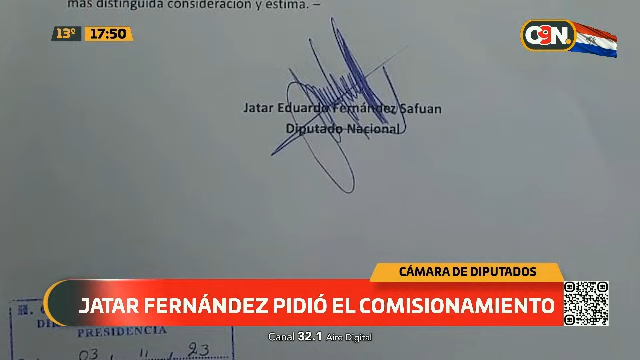 más distinguida consideración y estima. –
13°
17:50
C9N.
Jatar Eduardo Fernández Safuan
Diputado Nacional
CÁMARA DE DIPUTADOS
JATAR FERNÁNDEZ PIDIÓ EL COMISIONAMIENTO
PRESIDENCIA
03 / 11 / 23
Canal 32.1 Aire Digital